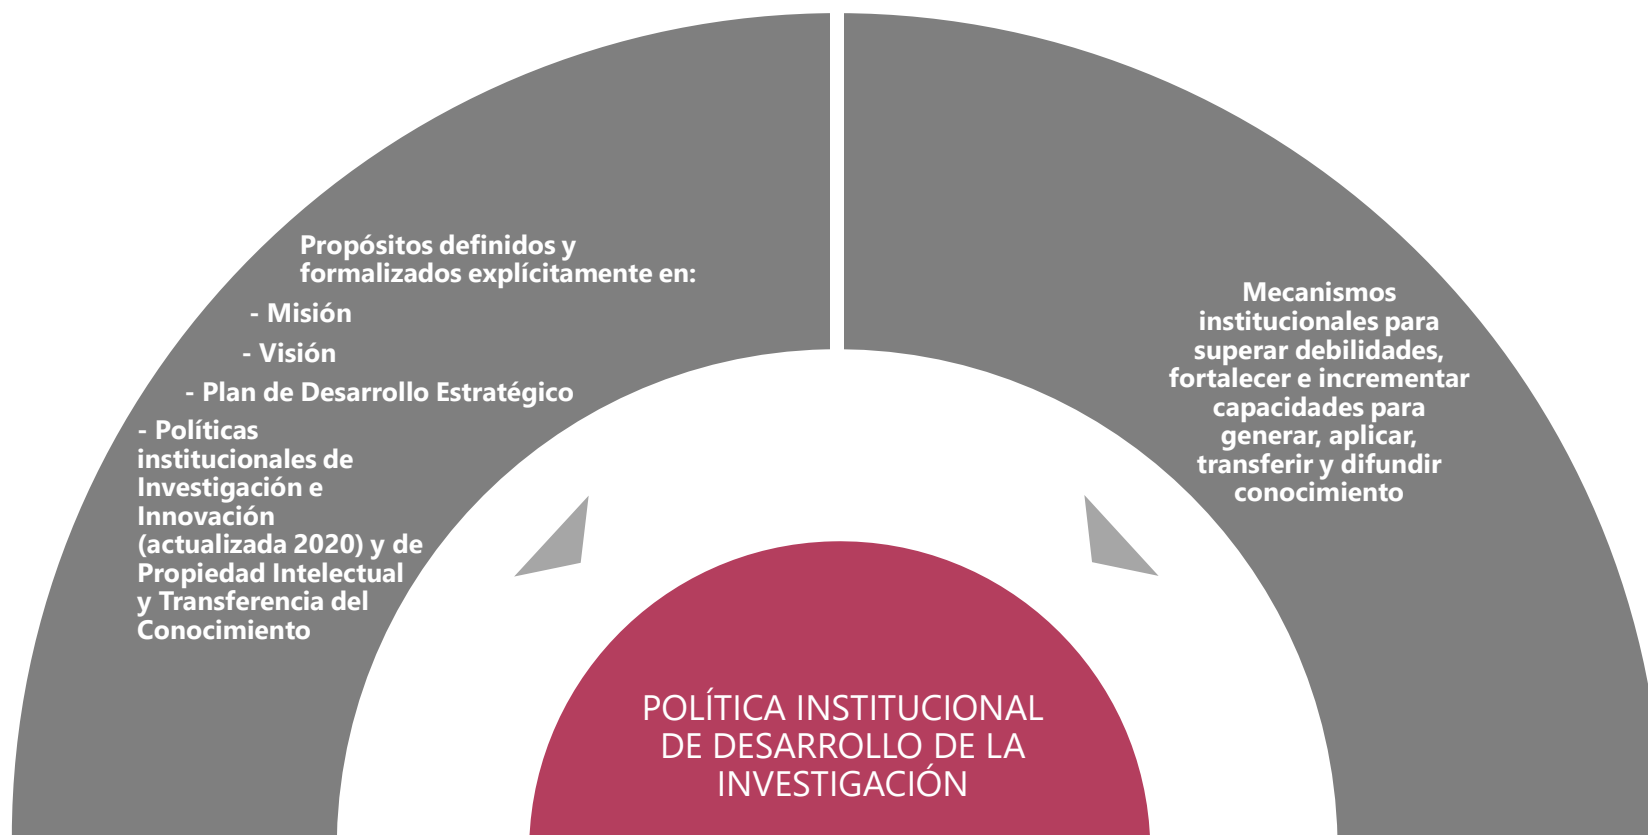 Propósitos definidos y
formalizados explícitamente en:
- Misión
- Visión
- Plan de Desarrollo Estratégico
- Políticas
institucionales de
Investigación e
Innovación
(actualizada 2020) y de
Propiedad Intelectual
y Transferencia del
Conocimiento
Mecanismos
institucionales para
superar debilidades,
fortalecer e incrementar
capacidades para
generar, aplicar,
transferir y difundir
conocimiento
POLÍTICA INSTITUCIONAL
DE DESARROLLO DE LA
INVESTIGACIÓN